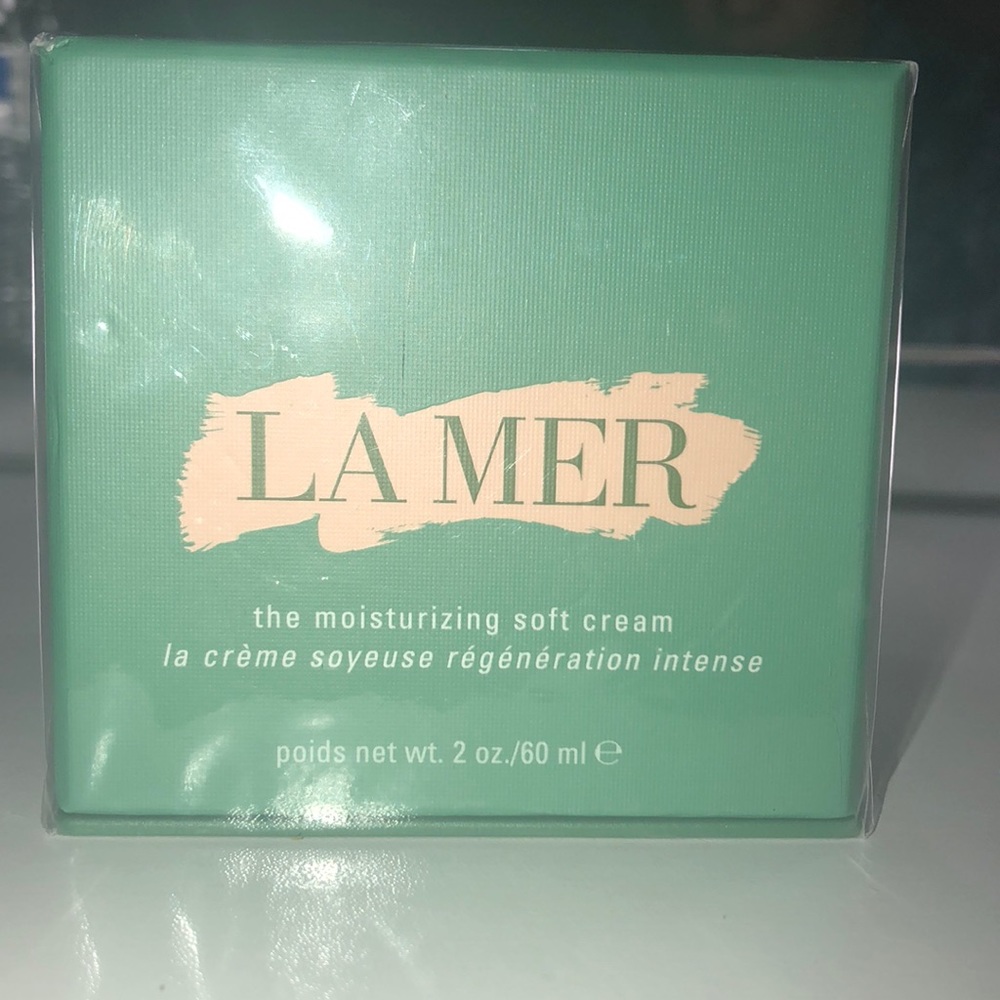 LA MER
the moisturizing soft cream
la crème soyeuse régénération intense
poids net wt. 2 oz./60 ml ℮